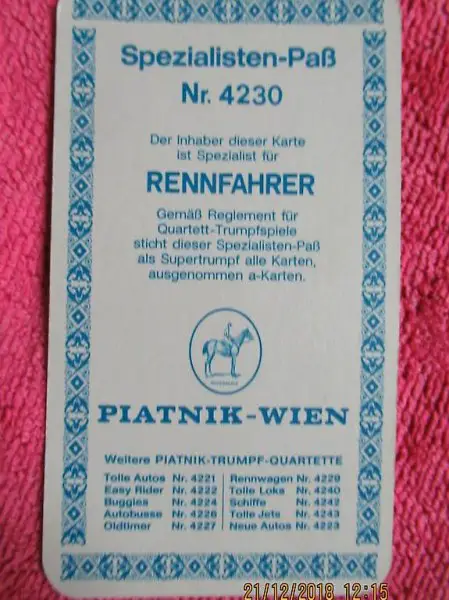 Spezialisten-Paß
Nr. 4230
Der Inhaber dieser Karte
ist Spezialist für
RENNFAHRER
Gemäß Reglement für
Quartett-Trumpfspiele
sticht dieser Spezialisten-Paß
als Supertrumpf alle Karten,
ausgenommen a-Karten.
PIATNIK-WIEN
Weitere PIATNIK-TRUMPF-QUARTETTE
Tolle Autos Nr. 4221 Rennwagen Nr. 4229
Easy Rider Nr. 4222 Tolle Loks Nr. 4240
Buggies Nr. 4224 Schiffe Nr. 4242
Autobusse Nr. 4226 Tolle Jets Nr. 4243
Oldtimer Nr. 4227 Neue Autos Nr. 4223
21/12/2018 12:15